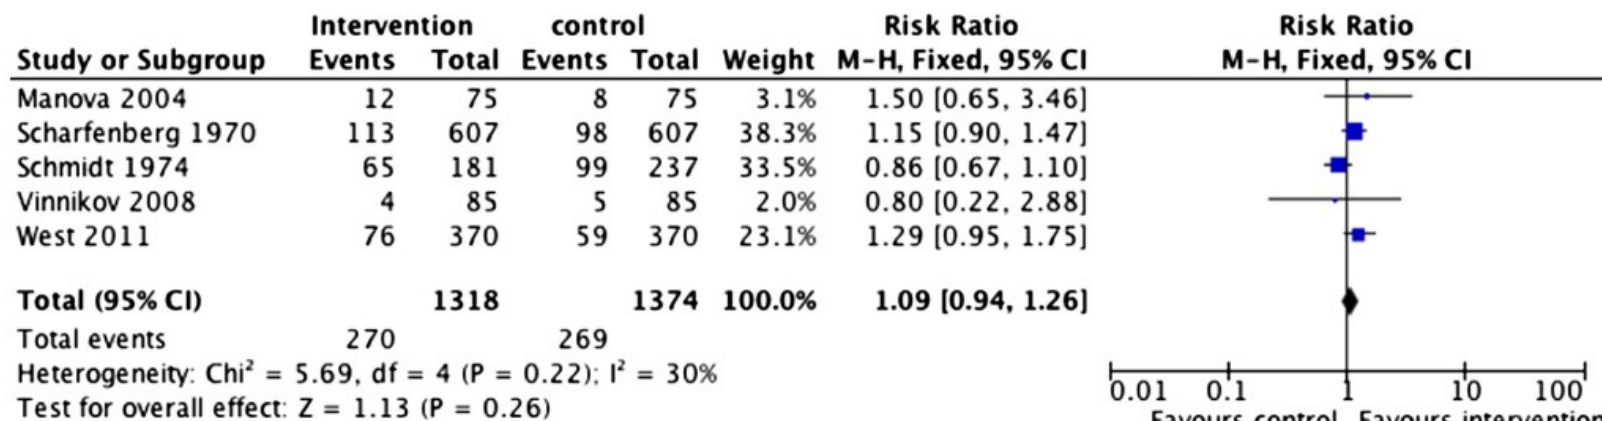 Intervention control Risk Ratio Risk Ratio
Study or Subgroup Events Total Events Total Weight M-H, Fixed, 95% CI M-H, Fixed, 95% CI
Manova 2004 12 75 8 75 3.1% 1.50 [0.65, 3.46]
Scharfenberg 1970 113 607 98 607 38.3% 1.15 [0.90, 1.47]
Schmidt 1974 65 181 99 237 33.5% 0.86 [0.67, 1.10]
Vinnikov 2008 4 85 5 85 2.0% 0.80 [0.22, 2.88]
West 2011 76 370 59 370 23.1% 1.29 [0.95, 1.75]
Total (95% CI) 1318 1374 100.0% 1.09 [0.94, 1.26]
Total events 270 269
Heterogeneity: Chi² = 5.69, df = 4 (P = 0.22); I² = 30%
Test for overall effect: Z = 1.13 (P = 0.26)
0.01 0.1 1 10 100
Favours control Favours intervention